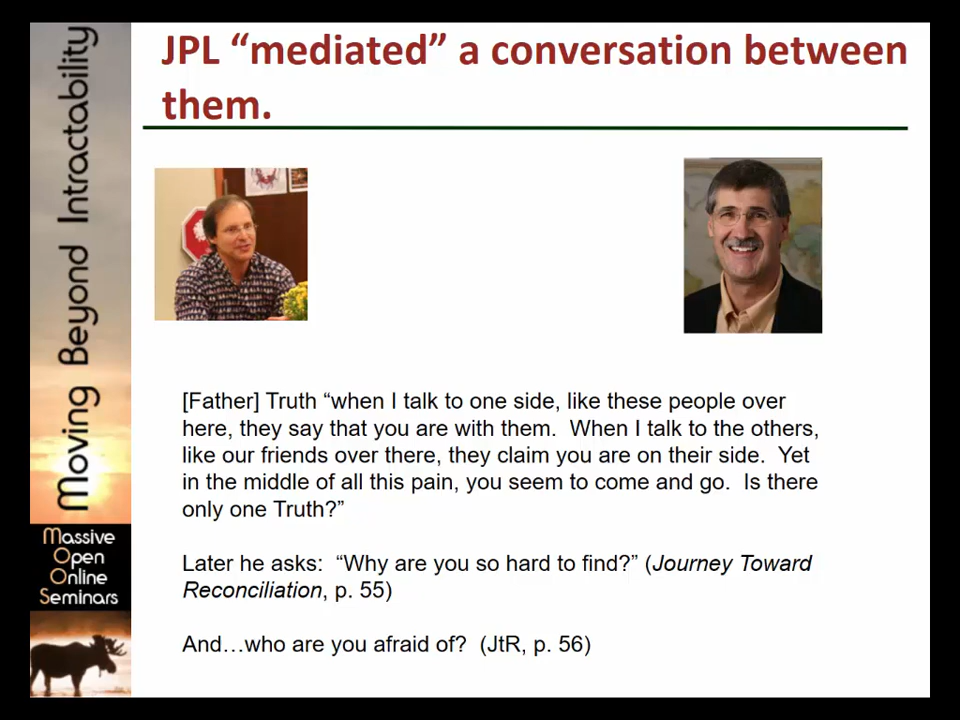 JPL “mediated” a conversation between
them.
Moving Beyond Intractability
[Father] Truth “when I talk to one side, like these people over
here, they say that you are with them.  When I talk to the others,
like our friends over there, they claim you are on their side.  Yet
in the middle of all this pain, you seem to come and go.  Is there
only one Truth?”
Later he asks:  “Why are you so hard to find?” (Journey Toward
Reconciliation, p. 55)
And…who are you afraid of?  (JtR, p. 56)
Massive
Open
Online
Seminars